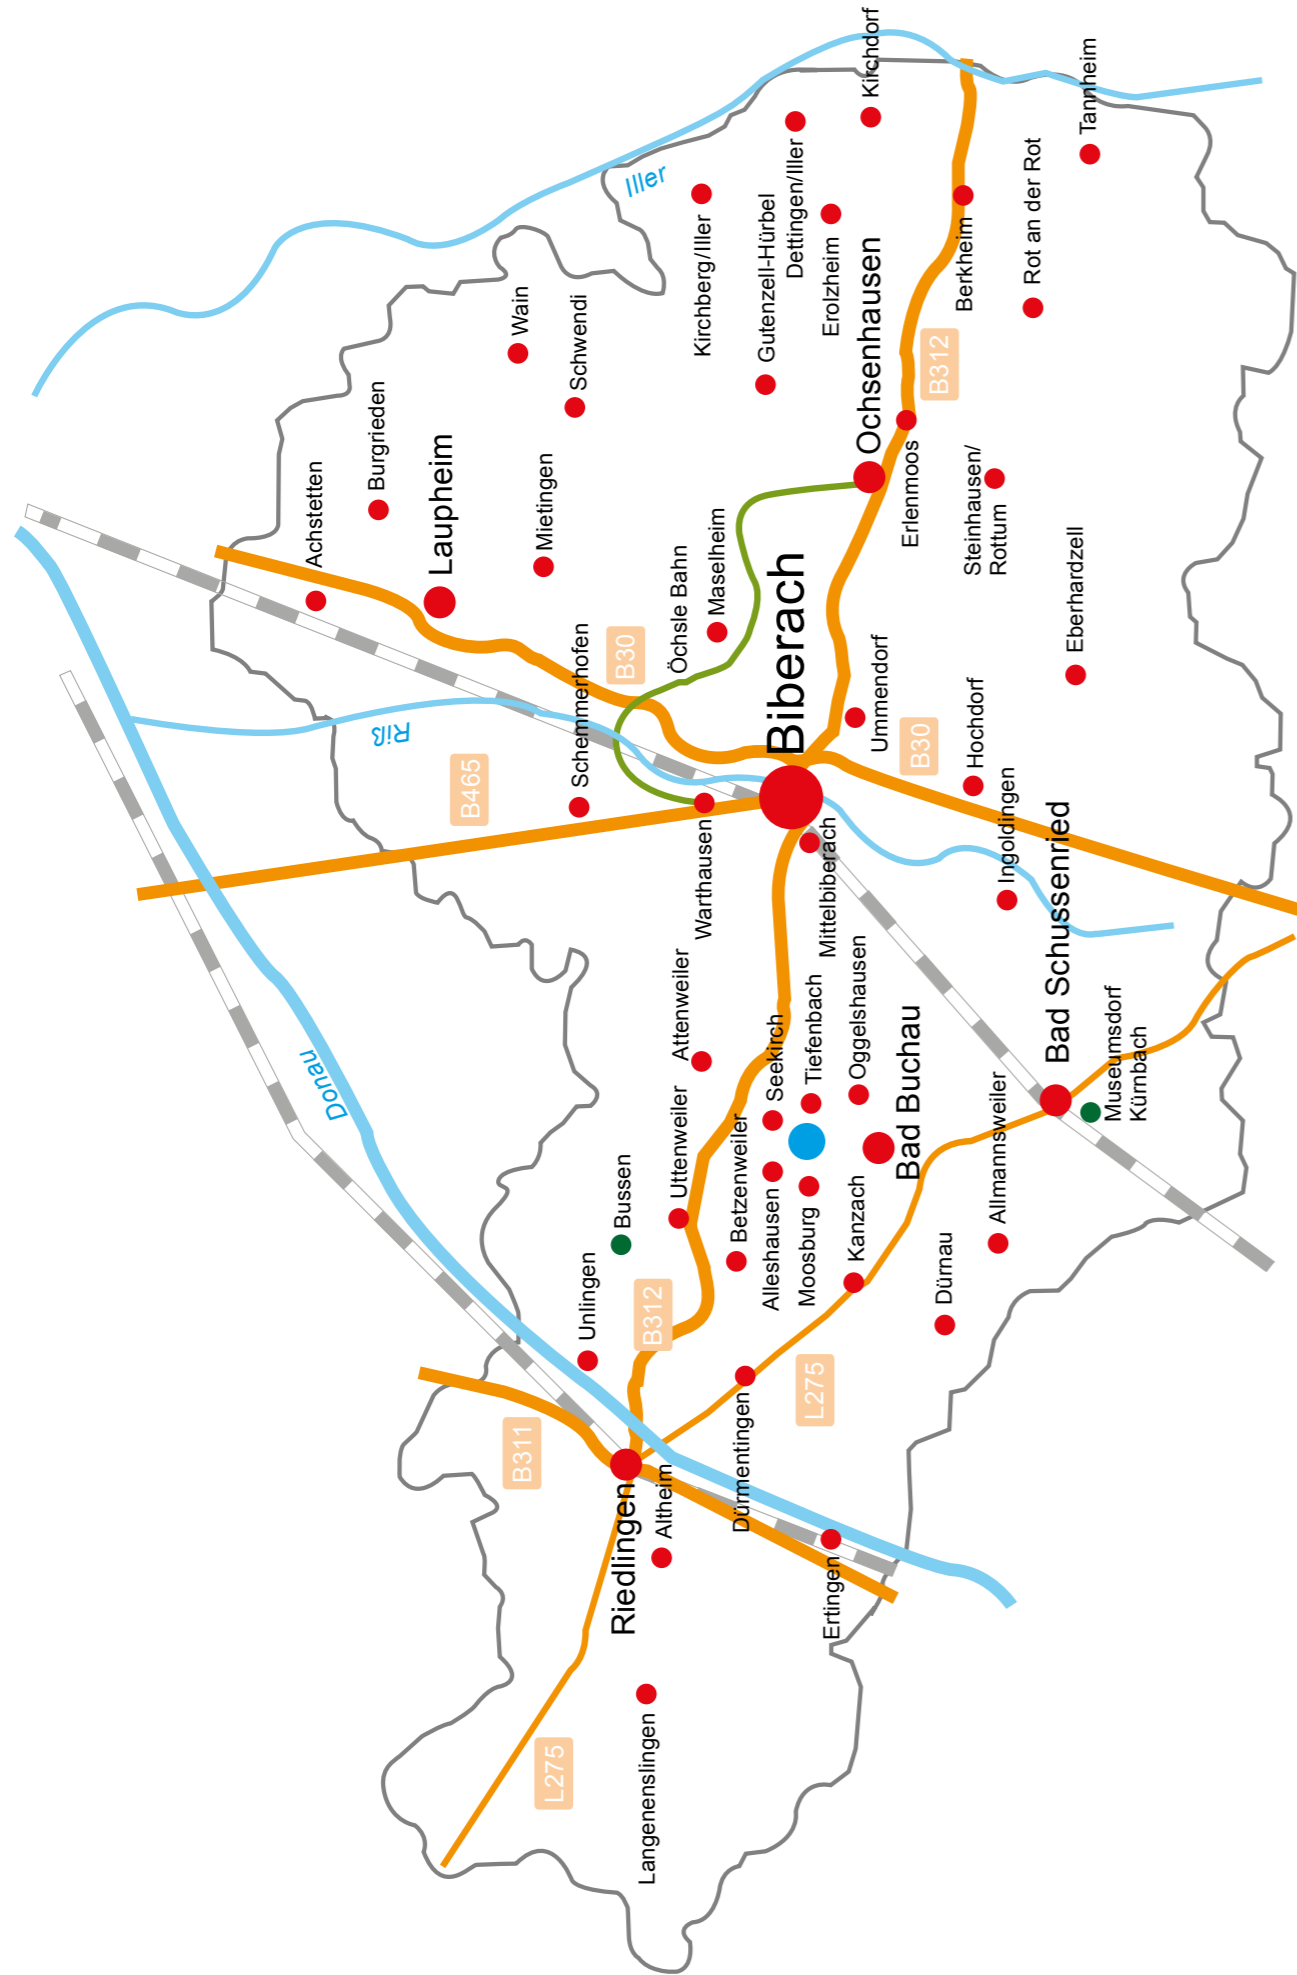 Iller
Kirchdorf
Tannheim
Dettingen/Iller
Rot an der Rot
Kirchberg/Iller
Gutenzell-Hürbel
Erolzheim
Berkheim
Ochsenhausen
B312
Wain
Schwendi
Burgrieden
Achstetten
Laupheim
Mietingen
Erlenmoos
Steinhausen/
Rottum
Öchsle Bahn
Maselheim
Biberach
Eberhardzell
Schemmerhofen
B30
Riß
B465
Ummendorf
B30
Hochdorf
Ingoldingen
Warthausen
Mittelbiberach
Bad Schussenried
Donau
Attenweiler
Seekirch
Tiefenbach
Oggelshausen
Museumsdorf
Kürnbach
Bad Buchau
Allmannsweiler
Uttenweiler
Betzenweiler
Bussen
Alleshausen
Moosburg
Kanzach
Dürnau
Unlingen
B312
L275
B311
Dürmentingen
Riedlingen
Altheim
Ertingen
L275
Langenenslingen